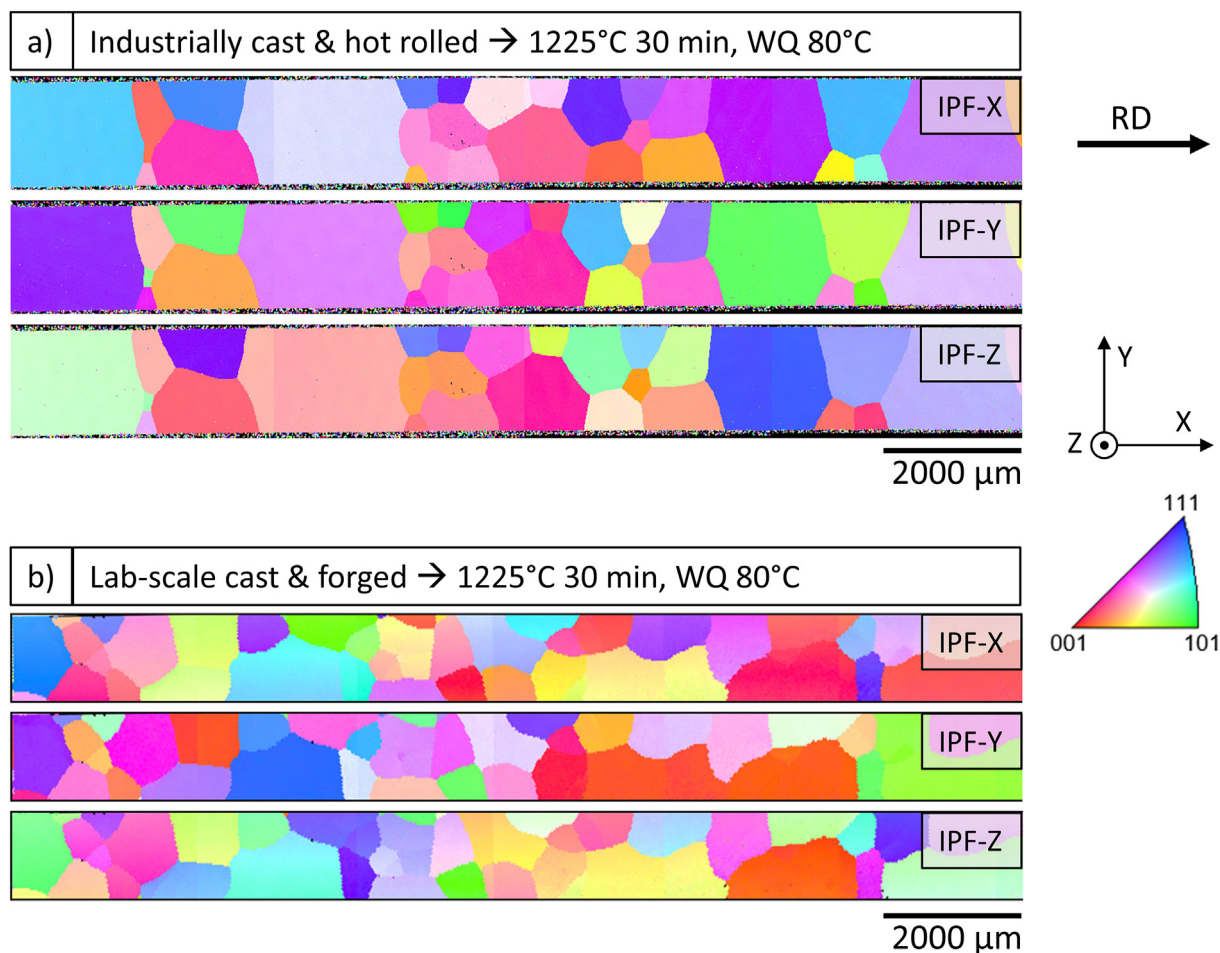 a) Industrially cast & hot rolled → 1225°C 30 min, WQ 80°C
IPF-X
RD
IPF-Y
IPF-Z
Y
X
Z
2000 µm
111
001 101
b) Lab-scale cast & forged → 1225°C 30 min, WQ 80°C
IPF-X
IPF-Y
IPF-Z
2000 µm